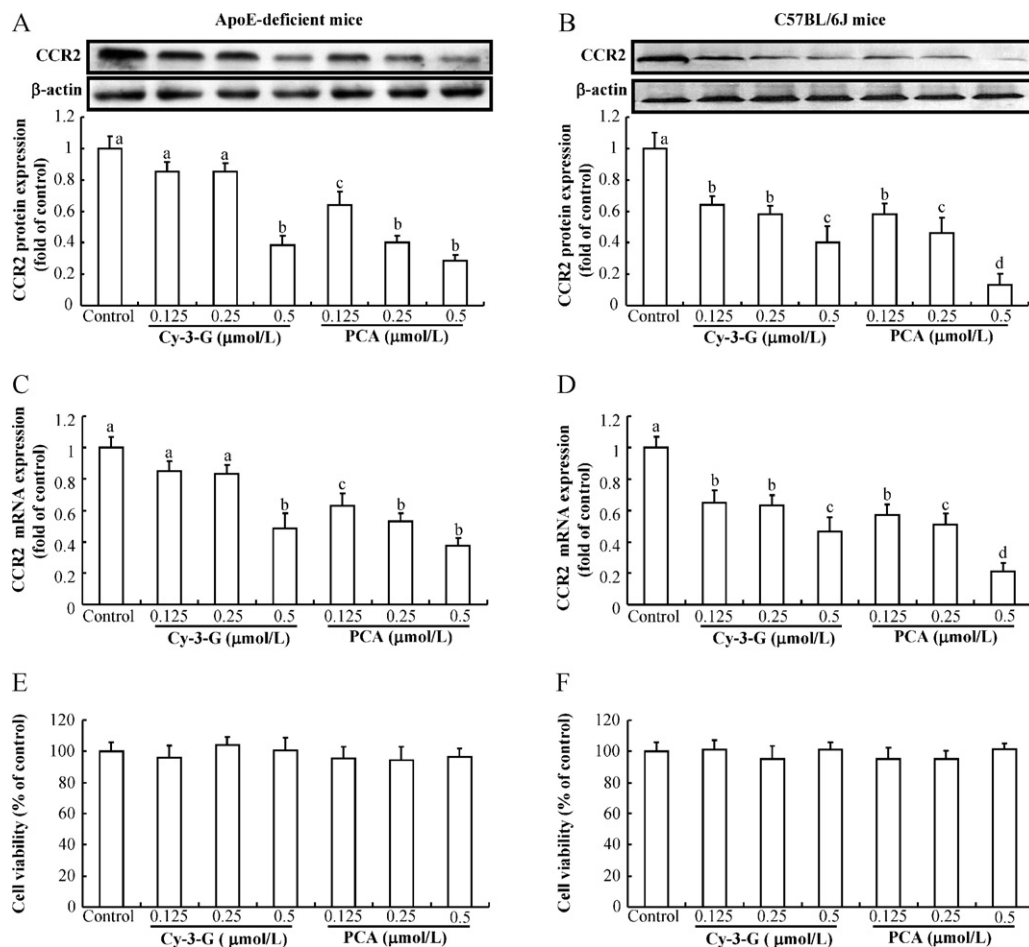 A
ApoE-deficient mice
CCR2
β-actin
CCR2 protein expression
(fold of control)
1.2
1
0.8
0.6
0.4
0.2
0
a
a
a
b
c
b
b
Control
0.125
0.25
0.5
0.125
0.25
0.5
Cy-3-G (μmol/L)
PCA (μmol/L)
B
C57BL/6J mice
CCR2
β-actin
CCR2 protein expression
(fold of control)
1.2
1
0.8
0.6
0.4
0.2
0
a
b
b
c
b
c
d
Control
0.125
0.25
0.5
0.125
0.25
0.5
Cy-3-G (μmol/L)
PCA (μmol/L)
C
CCR2 mRNA expression
(fold of control)
1.2
1
0.8
0.6
0.4
0.2
0
a
a
a
b
c
b
b
Control
0.125
0.25
0.5
0.125
0.25
0.5
Cy-3-G (μmol/L)
PCA (μmol/L)
D
CCR2 mRNA expression
(fold of control)
1.2
1
0.8
0.6
0.4
0.2
0
a
b
b
c
b
c
d
Control
0.125
0.25
0.5
0.125
0.25
0.5
Cy-3-G (μmol/L)
PCA (μmol/L)
E
Cell viability (% of control)
120
100
80
60
40
20
0
Control
0.125
0.25
0.5
0.125
0.25
0.5
Cy-3-G ( μmol/L)
PCA (μmol/L)
F
Cell viability (% of control)
120
100
80
60
40
20
0
Control
0.125
0.25
0.5
0.125
0.25
0.5
Cy-3-G (μmol/L)
PCA (μmol/L)